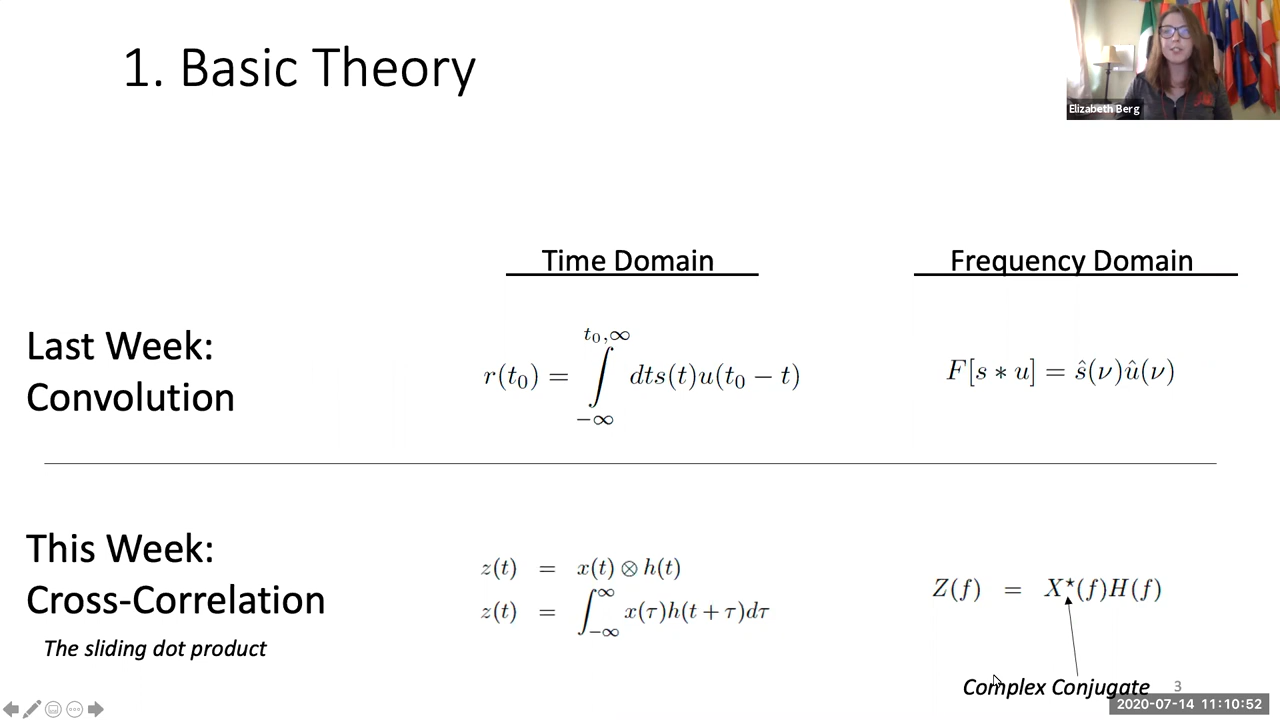 1. Basic Theory
Elizabeth Berg
Time Domain
Frequency Domain
Last Week:
Convolution
r(t₀) = ∫_{−∞}^{t₀,∞} dts(t)u(t₀ − t)
F[s ∗ u] = ŝ(ν)û(ν)
This Week:
Cross-Correlation
The sliding dot product
z(t) = x(t) ⊗ h(t)
z(t) = ∫_{−∞}^{∞} x(τ)h(t + τ)dτ
Z(f) = X⋆(f)H(f)
Complex Conjugate
3
2020-07-14 11:10:52